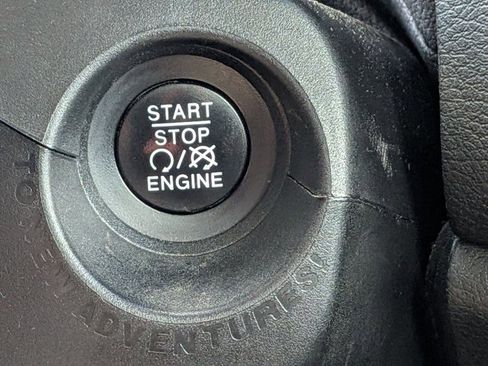 START
STOP
ENGINE
TO NEW ADVENTURES!